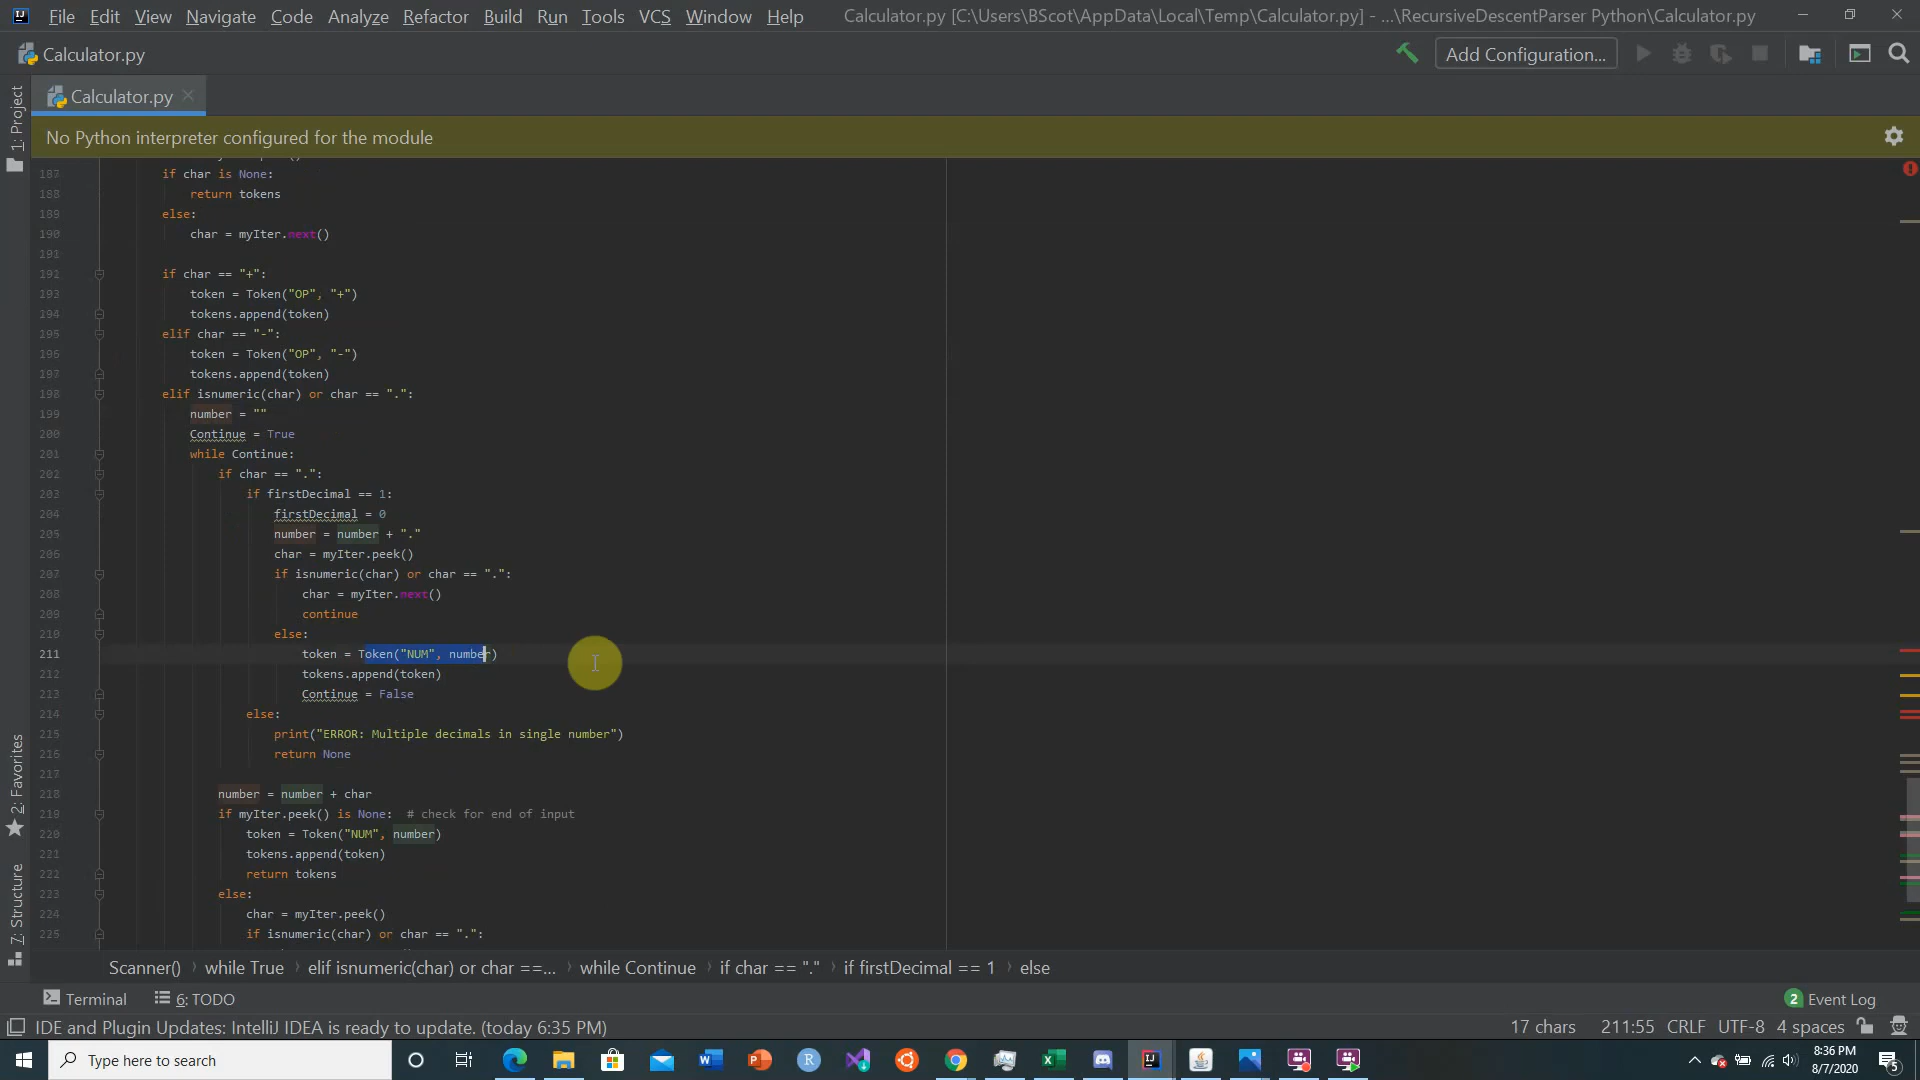 File Edit View Navigate Code Analyze Refactor Build Run Tools VCS Window Help Calculator.py [C:\Users\BScot\AppData\Local\Temp\Calculator.py] - ...\RecursiveDescentParser Python\Calculator.py
Calculator.py Add Configuration...
Calculator.py
1: Project
No Python interpreter configured for the module
187 if char is None:
188 return tokens
189 else:
190 char = myIter.next()
191
192 if char == "+":
193 token = Token("OP", "+")
194 tokens.append(token)
195 elif char == "-":
196 token = Token("OP", "-")
197 tokens.append(token)
198 elif isnumeric(char) or char == ".":
199 number = ""
200 Continue = True
201 while Continue:
202 if char == ".":
203 if firstDecimal == 1:
204 firstDecimal = 0
205 number = number + "."
206 char = myIter.peek()
207 if isnumeric(char) or char == ".":
208 char = myIter.next()
209 continue
210 else:
211 token = Token("NUM", number)
212 tokens.append(token)
213 Continue = False
214 else:
215 print("ERROR: Multiple decimals in single number")
216 return None
217
218 number = number + char
219 if myIter.peek() is None: # check for end of input
220 token = Token("NUM", number)
221 tokens.append(token)
222 return tokens
223 else:
224 char = myIter.peek()
225 if isnumeric(char) or char == ".":
2: Favorites
7: Structure
Scanner() › while True › elif isnumeric(char) or char ==... › while Continue › if char == "." › if firstDecimal == 1 › else
Terminal 6: TODO 2 Event Log
IDE and Plugin Updates: IntelliJ IDEA is ready to update. (today 6:35 PM) 17 chars 211:55 CRLF UTF-8 4 spaces
Type here to search
8:36 PM
8/7/2020
5